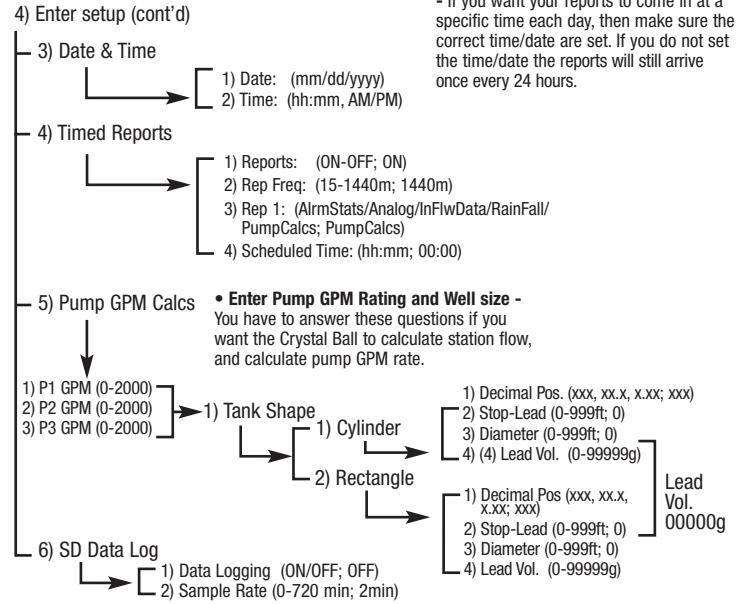 4) Enter setup (cont’d)
- If you want your reports to come in at a
specific time each day, then make sure the
correct time/date are set. If you do not set
the time/date the reports will still arrive
once every 24 hours.
3) Date & Time
1) Date: (mm/dd/yyyy)
2) Time: (hh:mm, AM/PM)
4) Timed Reports
1) Reports: (ON-OFF; ON)
2) Rep Freq: (15-1440m; 1440m)
3) Rep 1: (AlrmStats/Analog/InFlwData/RainFall/
PumpCalcs; PumpCalcs)
4) Scheduled Time: (hh:mm; 00:00)
5) Pump GPM Calcs
• Enter Pump GPM Rating and Well size -
You have to answer these questions if you
want the Crystal Ball to calculate station flow,
and calculate pump GPM rate.
1) P1 GPM (0-2000)
2) P2 GPM (0-2000)
3) P3 GPM (0-2000)
1) Tank Shape
1) Cylinder
1) Decimal Pos. (xxx, xx.x, x.xx; xxx)
2) Stop-Lead (0-999ft; 0)
3) Diameter (0-999ft; 0)
4) (4) Lead Vol. (0-99999g)
2) Rectangle
1) Decimal Pos (xxx, xx.x,
x.xx; xxx)
2) Stop-Lead (0-999ft; 0)
3) Diameter (0-999ft; 0)
4) Lead Vol. (0-99999g)
Lead
Vol.
00000g
6) SD Data Log
1) Data Logging (ON/OFF; OFF)
2) Sample Rate (0-720 min; 2min)